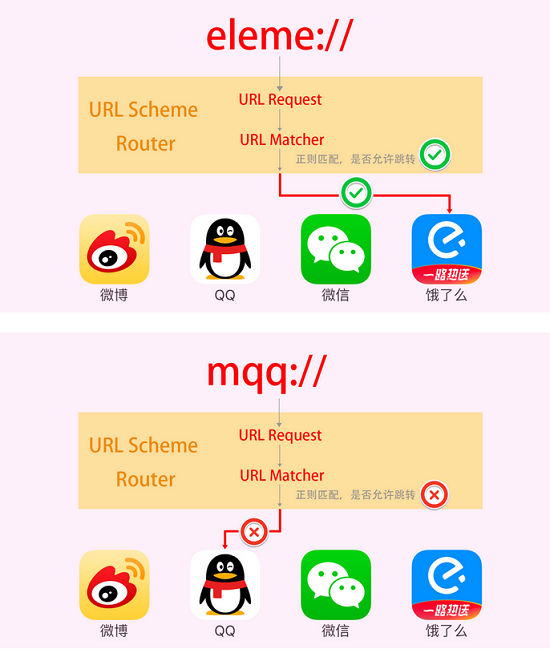 eleme://
URL Scheme
Router
URL Request
URL Matcher
正则匹配，是否允许跳转
一路热送
微博
QQ
微信
饿了么
mqq://
URL Scheme
Router
URL Request
URL Matcher
正则匹配，是否允许跳转
一路热送
微博
QQ
微信
饿了么